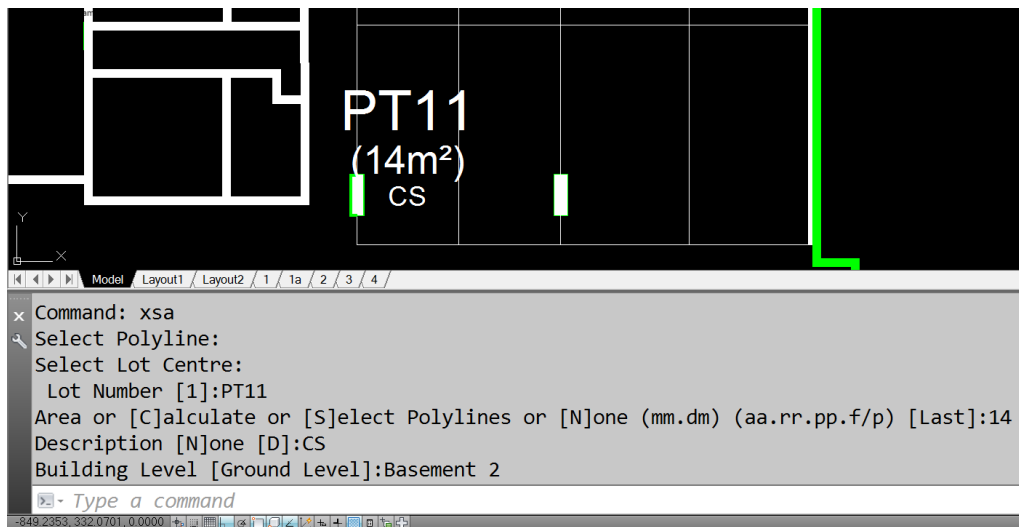 PT11
(14m²)
CS
Y
X
Model Layout1 Layout2 1 1a 2 3 4
Command: xsa
Select Polyline:
Select Lot Centre:
Lot Number [1]:PT11
Area or [C]alculate or [S]elect Polylines or [N]one (mm.dm) (aa.rr.pp.f/p) [Last]:14
Description [N]one [D]:CS
Building Level [Ground Level]:Basement 2
Type a command
-849.2353, 332.0701, 0.0000